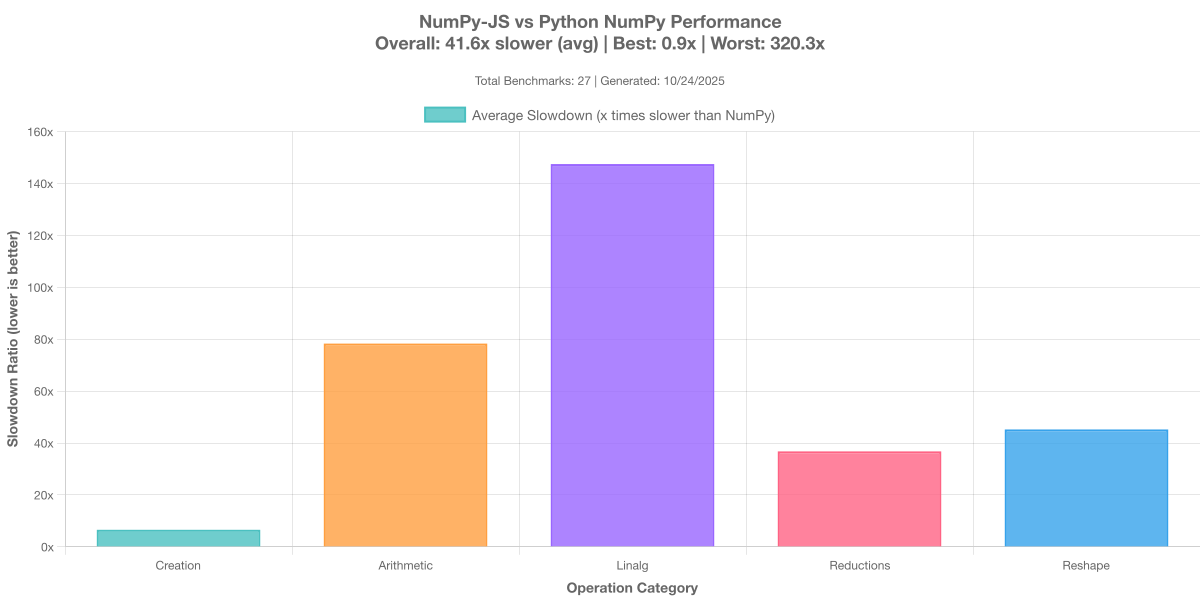 NumPy-JS vs Python NumPy Performance
Overall: 41.6x slower (avg) | Best: 0.9x | Worst: 320.3x
Total Benchmarks: 27 | Generated: 10/24/2025
Average Slowdown (x times slower than NumPy)
160x
140x
120x
100x
80x
60x
40x
20x
0x
Slowdown Ratio (lower is better)
Creation
Arithmetic
Linalg
Reductions
Reshape
Operation Category